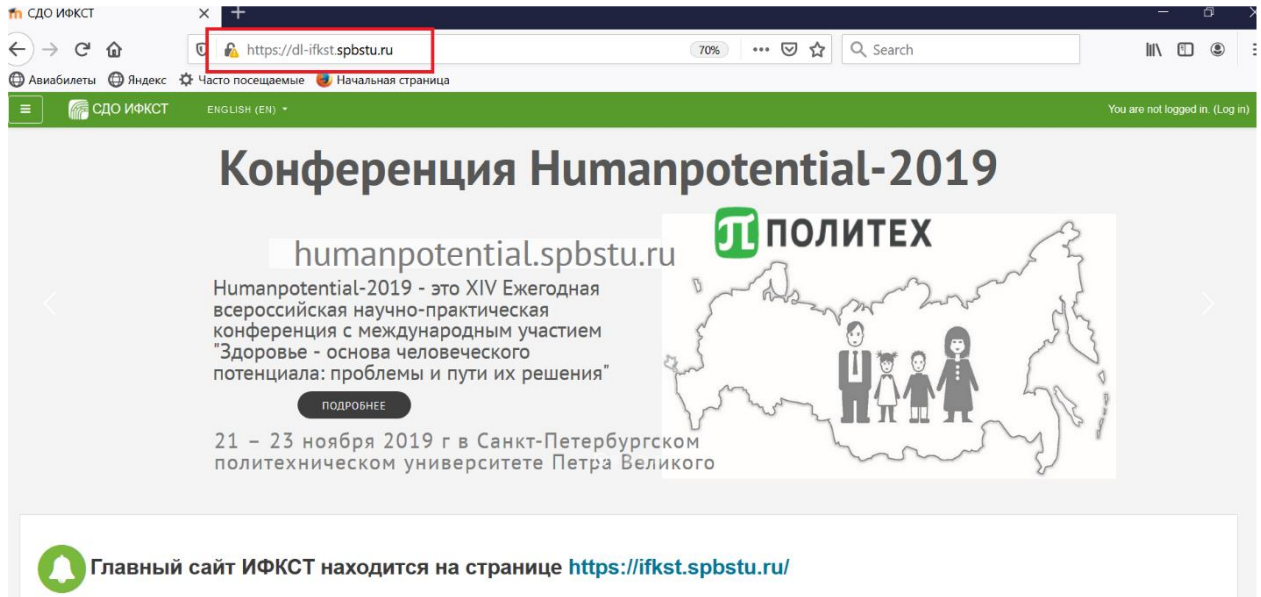 СДО ИФКСТ
https://dl-ifkst.spbstu.ru
70%
Search
Авиабилеты Яндекс Часто посещаемые Начальная страница
СДО ИФКСТ ENGLISH (EN) You are not logged in. (Log in)
Конференция Humanpotential-2019
ПОЛИТЕХ
humanpotential.spbstu.ru
Humanpotential-2019 - это XIV Ежегодная
всероссийская научно-практическая
конференция с международным участием
"Здоровье - основа человеческого
потенциала: проблемы и пути их решения"
ПОДРОБНЕЕ
21 – 23 ноября 2019 г в Санкт-Петербургском
политехническом университете Петра Великого
Главный сайт ИФКСТ находится на странице https://ifkst.spbstu.ru/